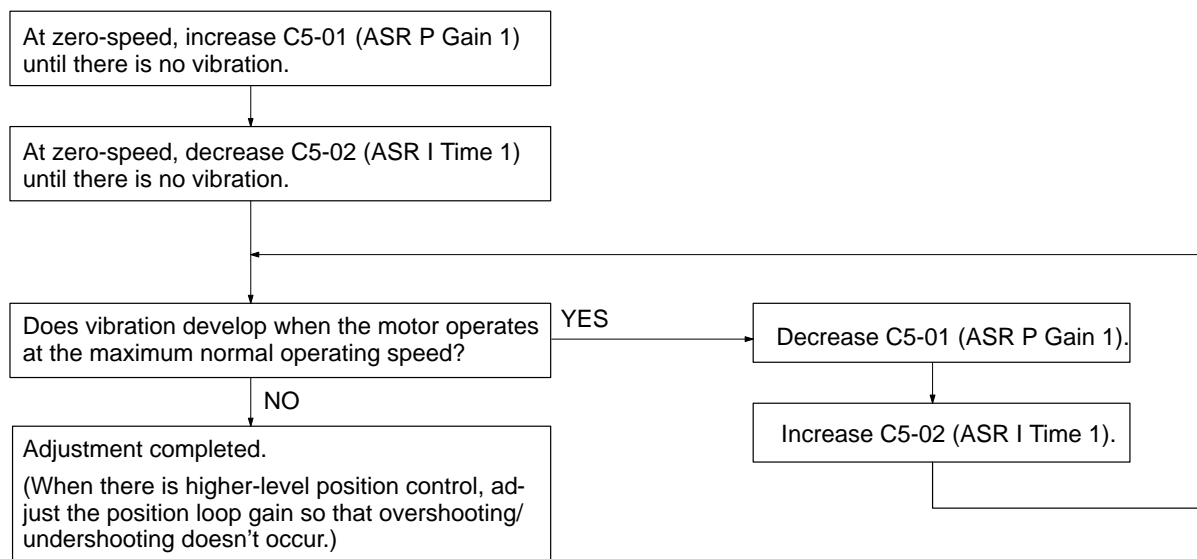 At zero-speed, increase C5-01 (ASR P Gain 1)
until there is no vibration.
At zero-speed, decrease C5-02 (ASR I Time 1)
until there is no vibration.
Does vibration develop when the motor operates
at the maximum normal operating speed?
YES
Decrease C5-01 (ASR P Gain 1).
Increase C5-02 (ASR I Time 1).
NO
Adjustment completed.
(When there is higher-level position control, ad-
just the position loop gain so that overshooting/
undershooting doesn't occur.)